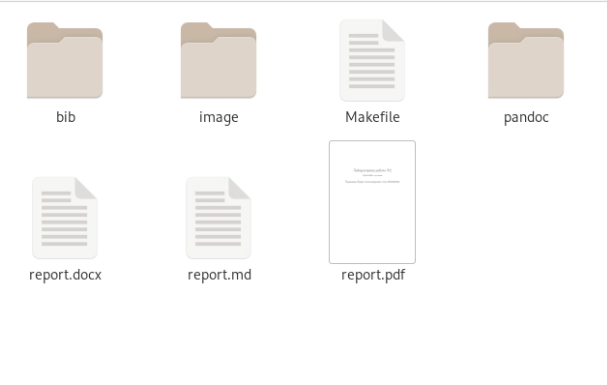 bib
image
Makefile
pandoc
report.docx
report.md
report.pdf